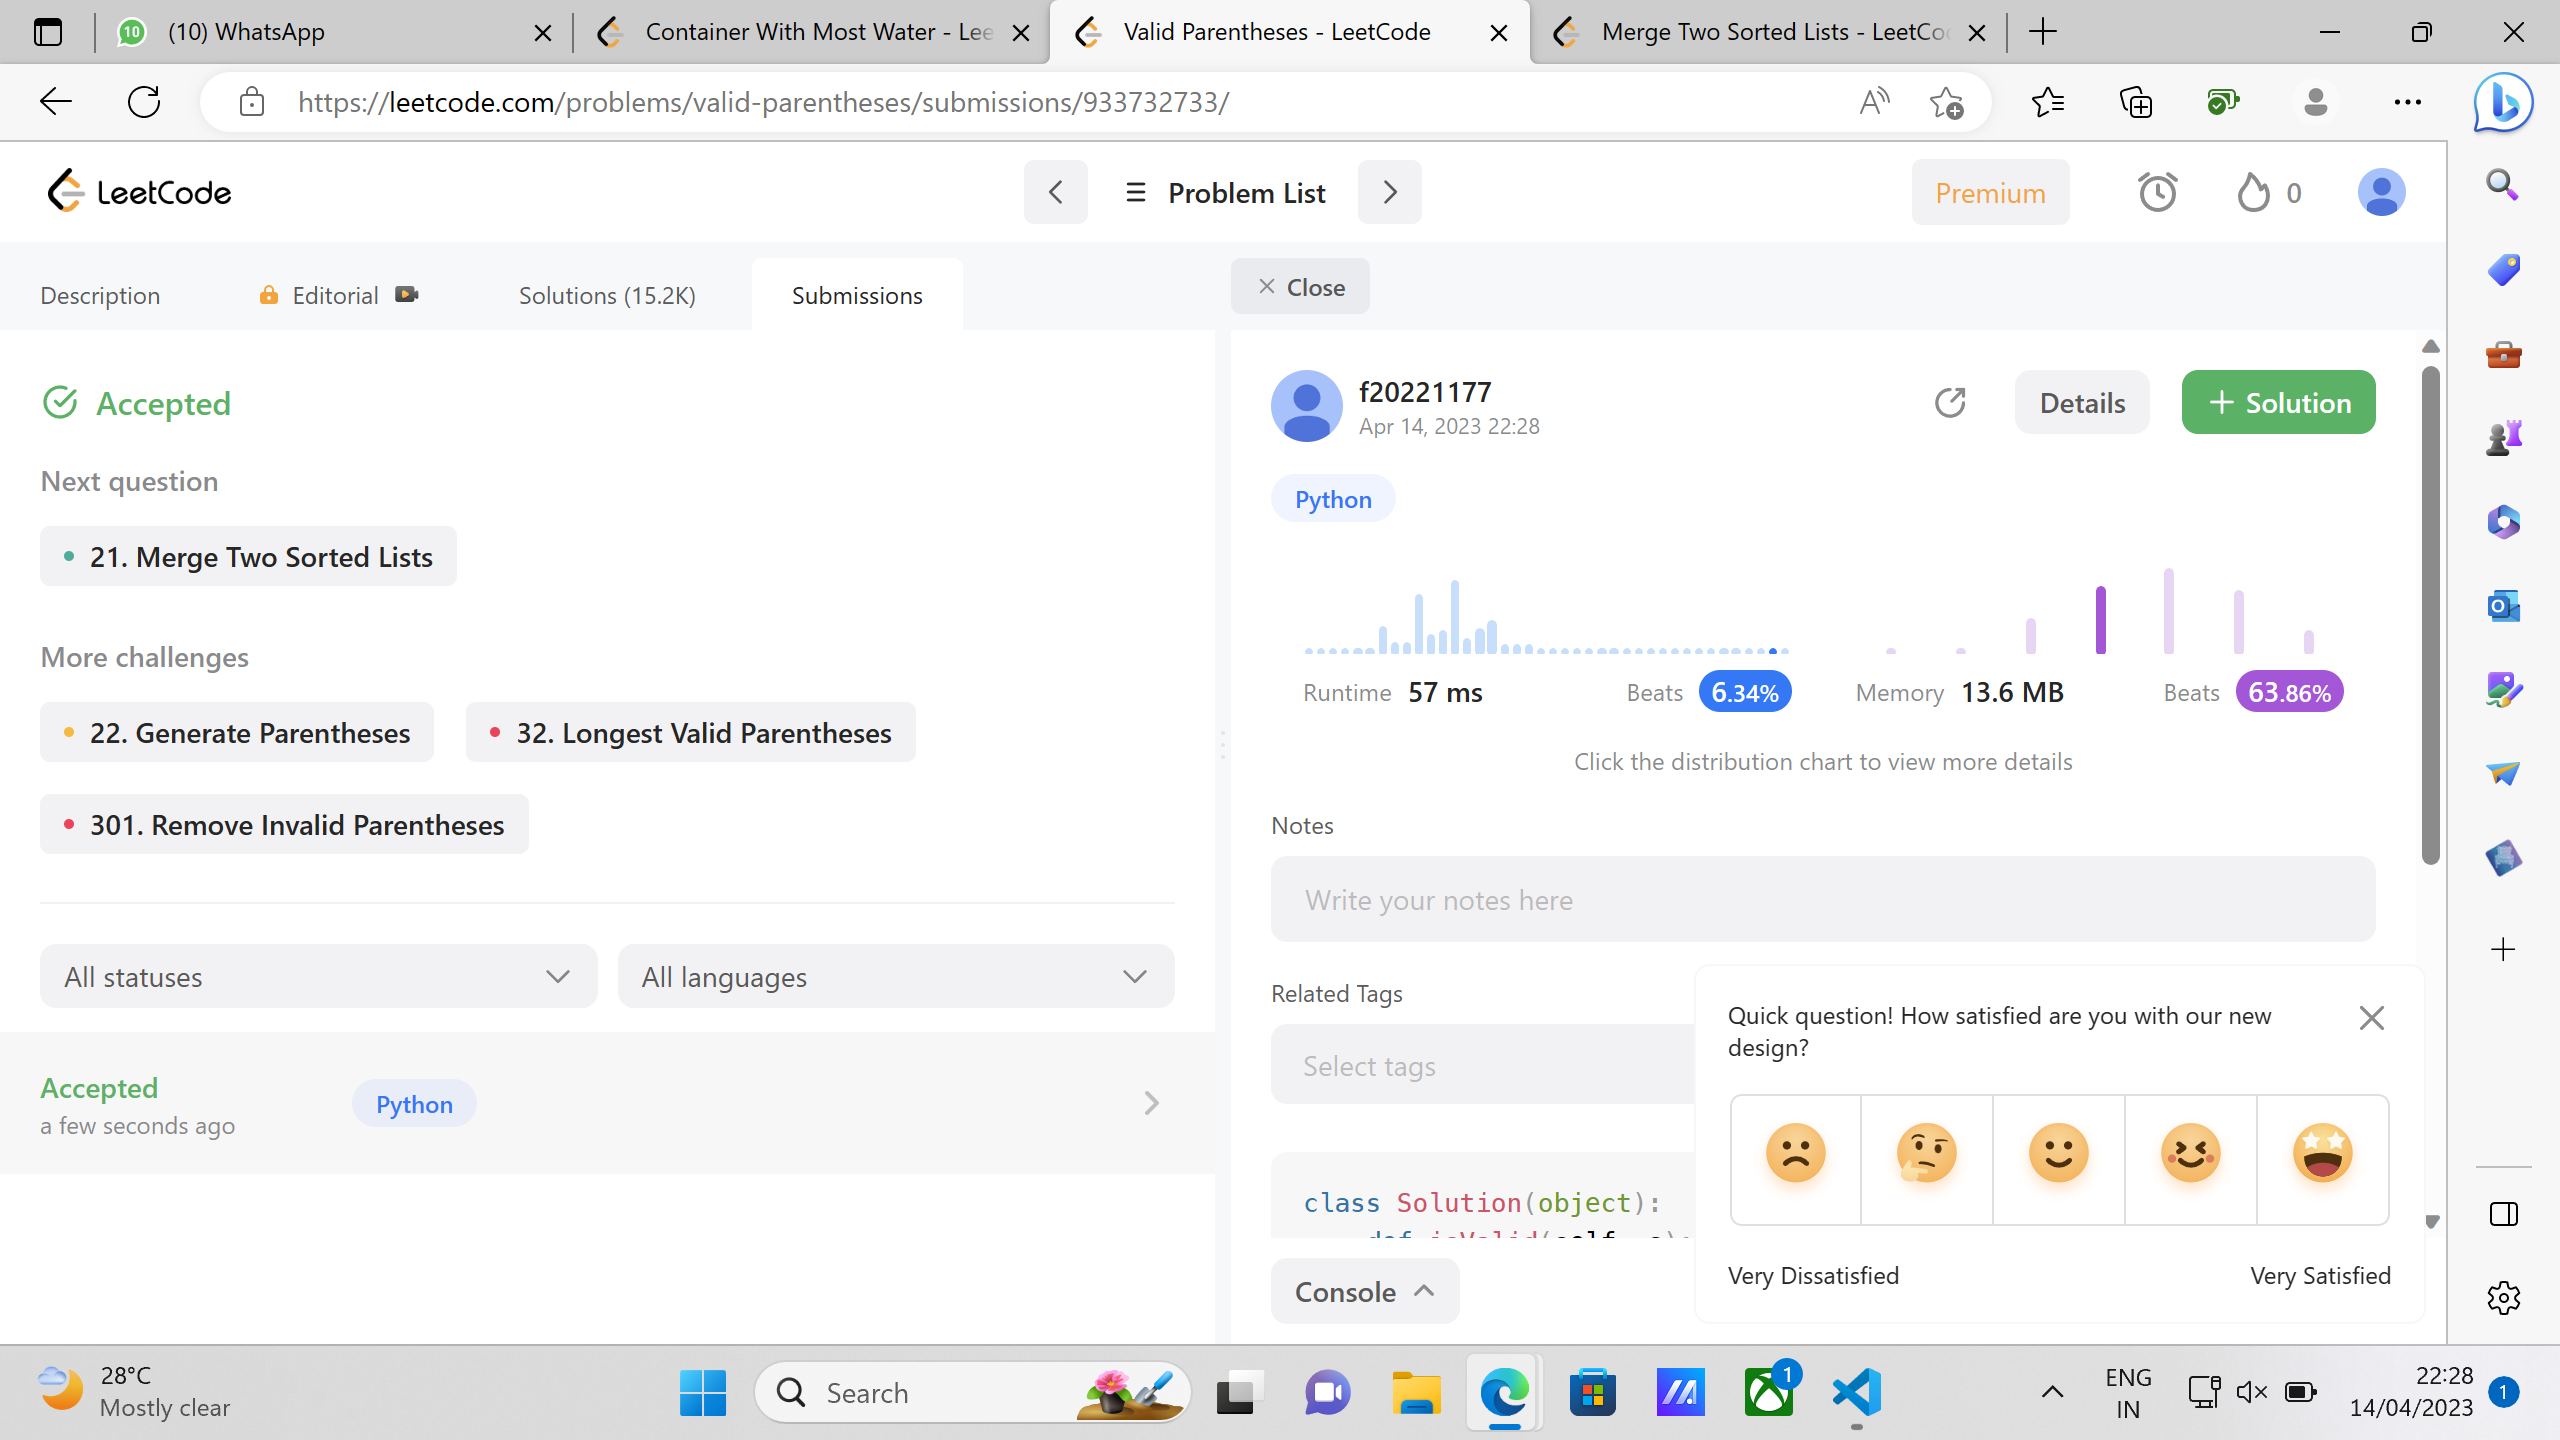 10
(10) WhatsApp
Container With Most Water - Lee
Valid Parentheses - LeetCode
Merge Two Sorted Lists - LeetCo
https://leetcode.com/problems/valid-parentheses/submissions/933732733/
LeetCode
Problem List
Premium
0
Description
Editorial
Solutions (15.2K)
Submissions
Close
Accepted
Next question
21. Merge Two Sorted Lists
More challenges
22. Generate Parentheses
32. Longest Valid Parentheses
301. Remove Invalid Parentheses
All statuses
All languages
Accepted
a few seconds ago
Python
f20221177
Apr 14, 2023 22:28
Details
+ Solution
Python
Runtime 57 ms
Beats 6.34%
Memory 13.6 MB
Beats 63.86%
Click the distribution chart to view more details
Notes
Write your notes here
Related Tags
Select tags
class Solution(object):
def isValid(self, s):
Console
Quick question! How satisfied are you with our new
design?
Very Dissatisfied
Very Satisfied
28°C
Mostly clear
Search
1
ENG
IN
22:28
14/04/2023
1